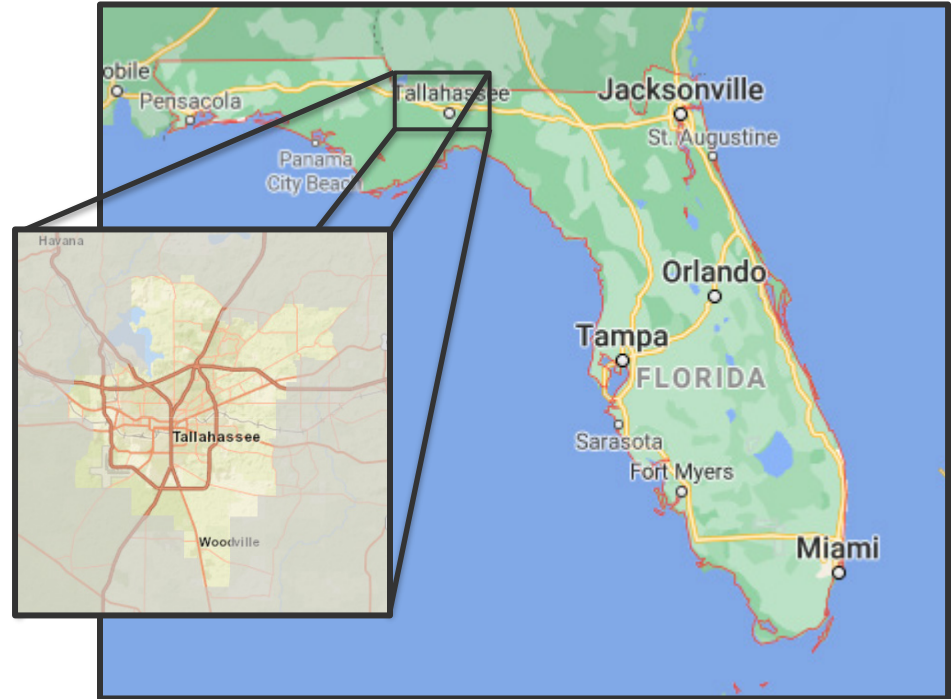 obile
Pensacola
Tallahassee
Jacksonville
St. Augustine
Panama
City Beach
Havana
Orlando
Tampa
FLORIDA
Tallahassee
Sarasota
Fort Myers
Woodville
Miami